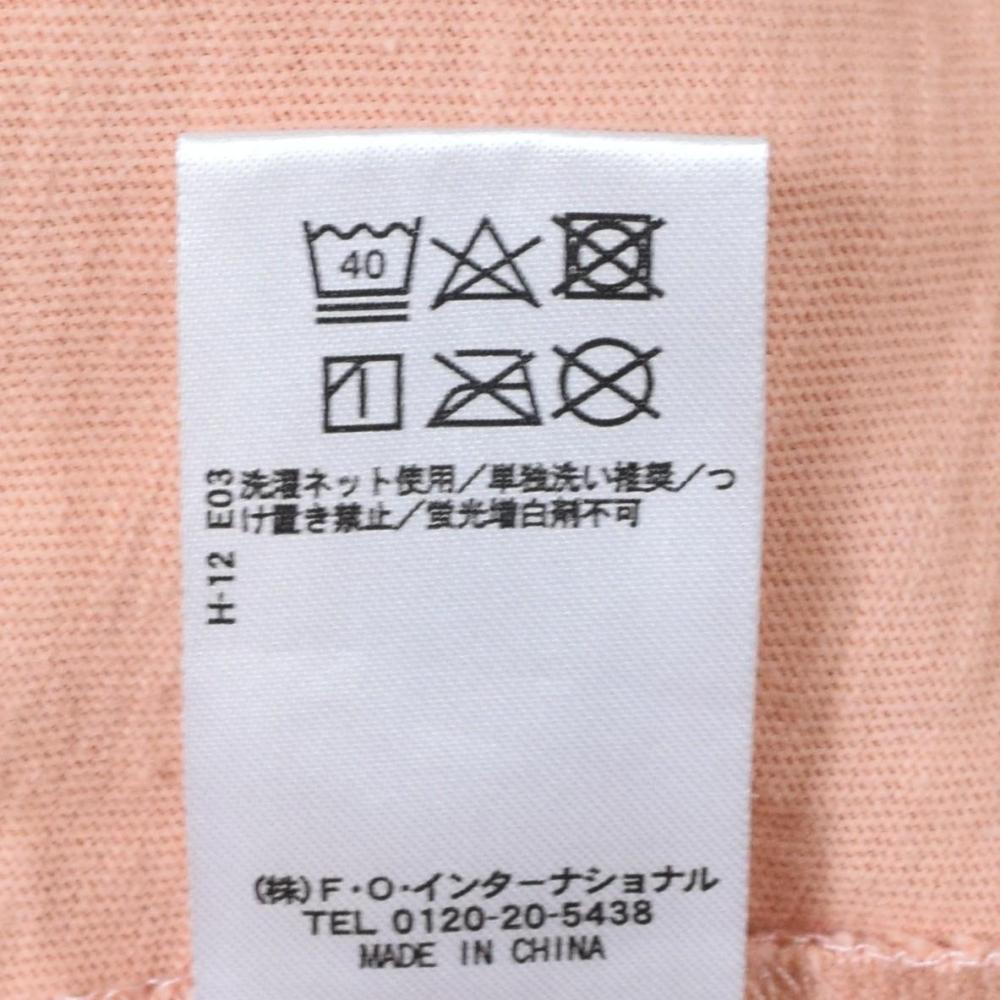 40
洗濯ネット使用／単独洗い推奨／つ
け置き禁止／蛍光増白剤不可
H-12 E03
(株)F・O・インターナショナル
TEL 0120-20-5438
MADE IN CHINA